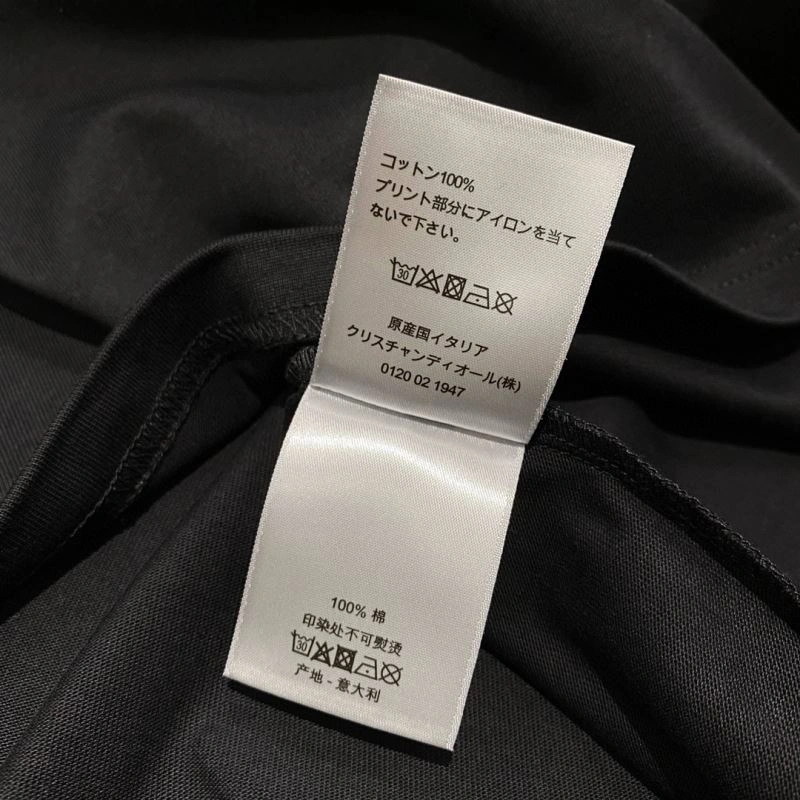 コットン100%
プリント部分にアイロンを当て
ないで下さい。
30
原産国イタリア
クリスチャンディオール(株)
0120 02 1947
100% 棉
印染处不可熨烫
30
产地 - 意大利